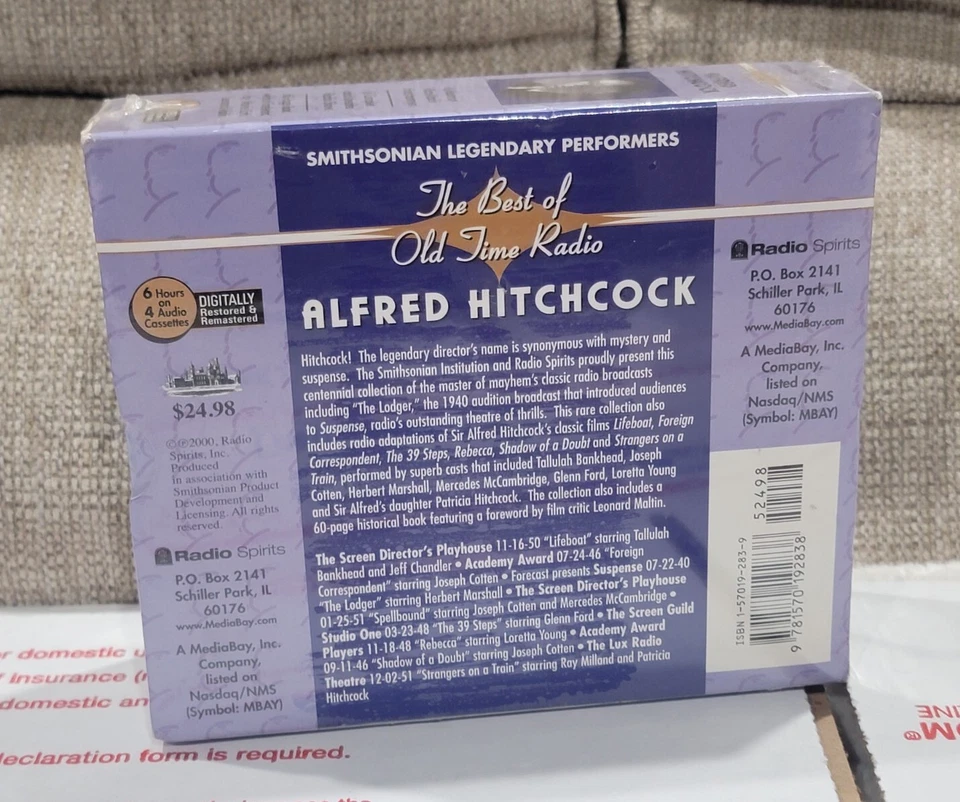 SMITHSONIAN LEGENDARY PERFORMERS
The Best of
Old Time Radio
ALFRED HITCHCOCK
Hitchcock! The legendary director's name is synonymous with mystery and
suspense. The Smithsonian Institution and Radio Spirits proudly present this
centennial collection of the master of mayhem's classic radio broadcasts
including "The Lodger," the 1940 audition broadcast that introduced audiences
to Suspense, radio's outstanding theatre of thrills. This rare collection also
includes radio adaptations of Sir Alfred Hitchcock's classic films Lifeboat, Foreign
Correspondent, The 39 Steps, Rebecca, Shadow of a Doubt and Strangers on a
Train, performed by superb casts that included Tallulah Bankhead, Joseph
Cotten, Herbert Marshall, Mercedes McCambridge, Glenn Ford, Loretta Young
and Sir Alfred's daughter Patricia Hitchcock. The collection also includes a
60-page historical book featuring a foreword by film critic Leonard Maltin.
The Screen Director's Playhouse 11-16-50 "Lifeboat" starring Tallulah
Bankhead and Jeff Chandler • Academy Award 07-24-46 "Foreign
Correspondent" starring Joseph Cotten • Forecast presents Suspense 07-22-40
"The Lodger" starring Herbert Marshall • The Screen Director's Playhouse
01-25-51 "Spellbound" starring Joseph Cotten and Mercedes McCambridge •
Studio One 03-23-48 "The 39 Steps" starring Glenn Ford • The Screen Guild
Players 11-18-48 "Rebecca" starring Loretta Young • Academy Award
09-11-46 "Shadow of a Doubt" starring Joseph Cotten • The Lux Radio
Theatre 12-02-51 "Strangers on a Train" starring Ray Milland and Patricia
Hitchcock
6 Hours
on
4 Audio
Cassettes
DIGITALLY
Restored &
Remastered
$24.98
©℗2000, Radio
Spirits, Inc.
Produced
in association with
Smithsonian Product
Development and
Licensing. All rights
reserved.
Radio Spirits
P.O. Box 2141
Schiller Park, IL
60176
www.MediaBay.com
A MediaBay, Inc.
Company,
listed on
Nasdaq/NMS
(Symbol: MBAY)
Radio Spirits
P.O. Box 2141
Schiller Park, IL
60176
www.MediaBay.com
A MediaBay, Inc.
Company,
listed on
Nasdaq/NMS
(Symbol: MBAY)
52498
ISBN 1-57019-283-9
9 781570 192838
r domestic
insurance
domestic an
declaration form is required.